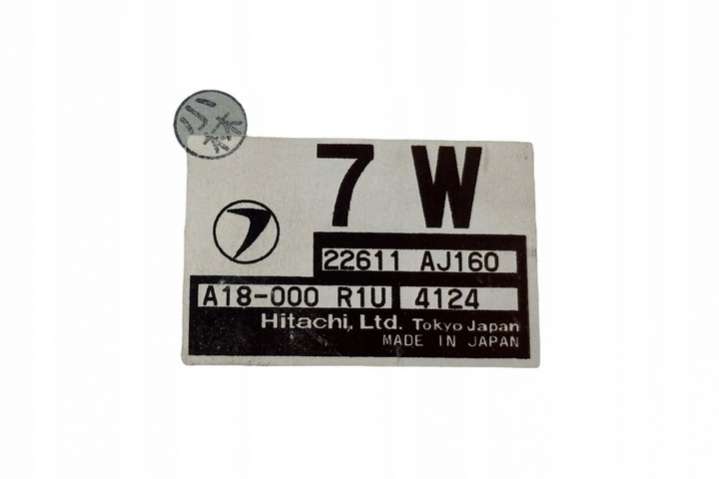 7 W
22611 AJ160
A18-000 R1U 4124
Hitachi, Ltd. Tokyo Japan
MADE IN JAPAN